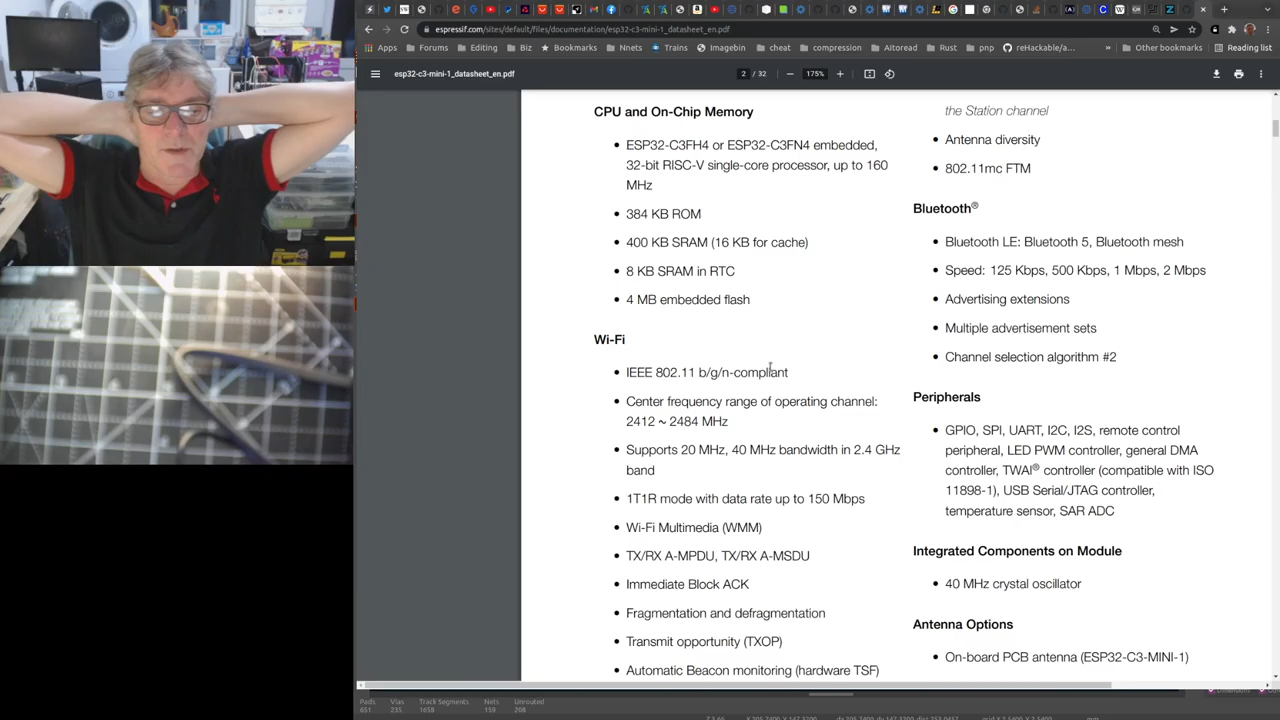 espressif.com/sites/default/files/documentation/esp32-c3-mini-1_datasheet_en.pdf
Apps
Forums
Editing
Biz
Bookmarks
Nnets
Trains
cheat
compression
AItoread
Rust
Other bookmarks
Reading list
esp32-c3-mini-1_datasheet_en.pdf
2 / 32
175%
CPU and On-Chip Memory
• ESP32-C3FH4 or ESP32-C3FN4 embedded,
32-bit RISC-V single-core processor, up to 160
MHz
• 384 KB ROM
• 400 KB SRAM (16 KB for cache)
• 8 KB SRAM in RTC
• 4 MB embedded flash
Wi-Fi
• IEEE 802.11 b/g/n-compliant
• Center frequency range of operating channel:
2412 ~ 2484 MHz
• Supports 20 MHz, 40 MHz bandwidth in 2.4 GHz
band
• 1T1R mode with data rate up to 150 Mbps
• Wi-Fi Multimedia (WMM)
• TX/RX A-MPDU, TX/RX A-MSDU
• Immediate Block ACK
• Fragmentation and defragmentation
• Transmit opportunity (TXOP)
• Automatic Beacon monitoring (hardware TSF)
the Station channel
• Antenna diversity
• 802.11mc FTM
Bluetooth®
• Bluetooth LE: Bluetooth 5, Bluetooth mesh
• Speed: 125 Kbps, 500 Kbps, 1 Mbps, 2 Mbps
• Advertising extensions
• Multiple advertisement sets
• Channel selection algorithm #2
Peripherals
• GPIO, SPI, UART, I2C, I2S, remote control
peripheral, LED PWM controller, general DMA
controller, TWAI® controller (compatible with ISO
11898-1), USB Serial/JTAG controller,
temperature sensor, SAR ADC
Integrated Components on Module
• 40 MHz crystal oscillator
Antenna Options
• On-board PCB antenna (ESP32-C3-MINI-1)
Pads Vias Track Segments Nets Unrouted
651 235 1658 159 208